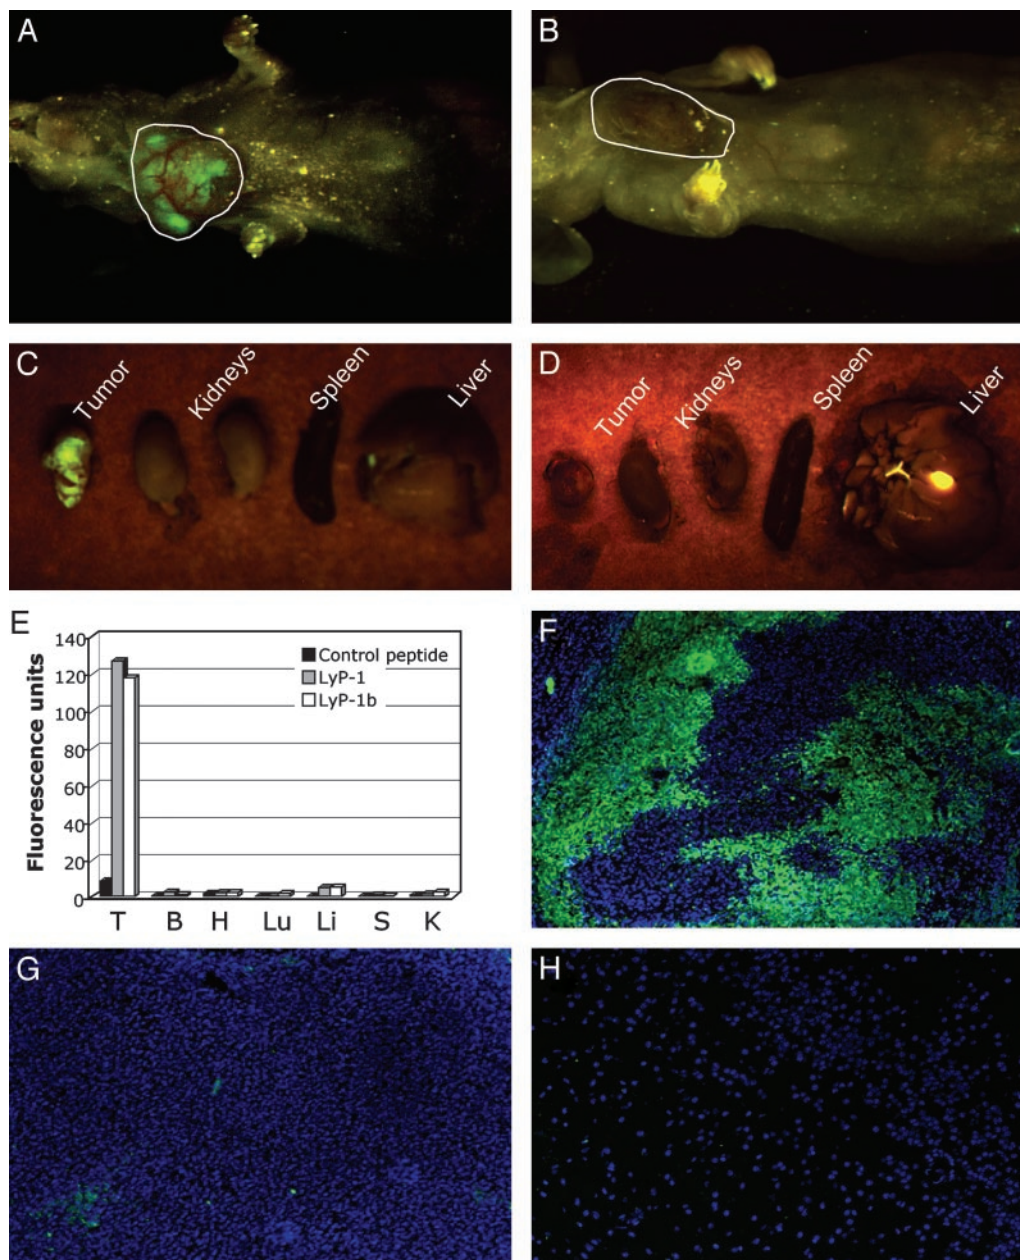 A
B
C
Tumor
Kidneys
Spleen
Liver
D
Tumor
Kidneys
Spleen
Liver
E
Fluorescence units
140
120
100
80
60
40
20
0
Control peptide
LyP-1
LyP-1b
T B H Lu Li S K
F
G
H